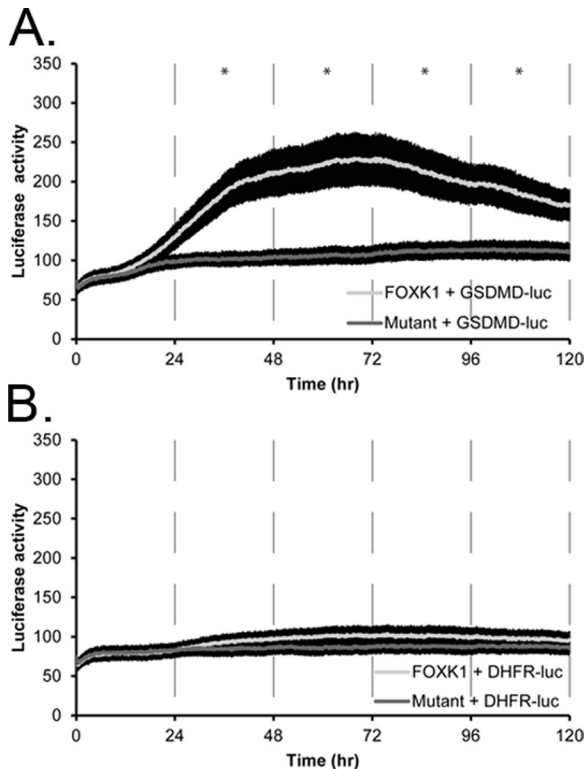 A.
350
* * * *
300
250
200
150
100
50
0
Luciferase activity
FOXK1 + GSDMD-luc
Mutant + GSDMD-luc
0 24 48 72 96 120
Time (hr)
B.
350
300
250
200
150
100
50
0
Luciferase activity
FOXK1 + DHFR-luc
Mutant + DHFR-luc
0 24 48 72 96 120
Time (hr)